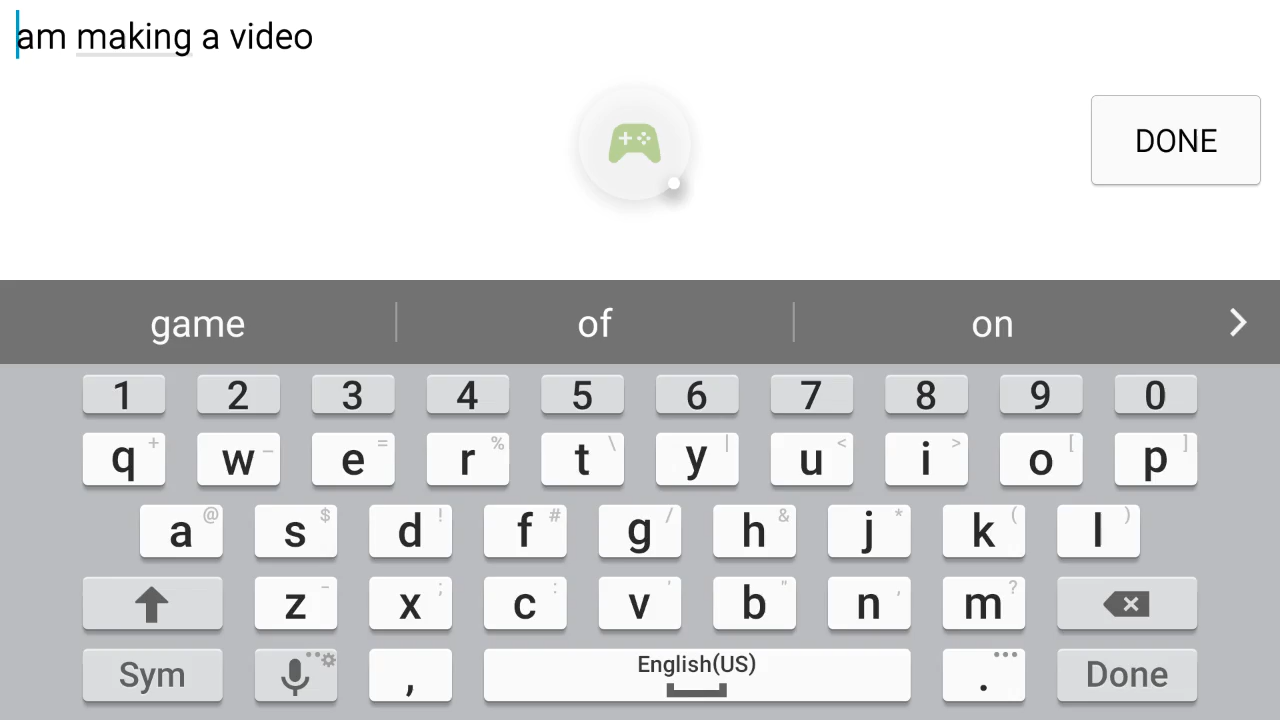 am making a video
DONE
game of on
1 2 3 4 5 6 7 8 9 0
q + w _ e = r % t \ y | u < i > o [ p ]
a @ s $ d ! f # g / h & j * k ( l )
z - x ; c : v ' b " n , m ?
Sym , English(US) . Done